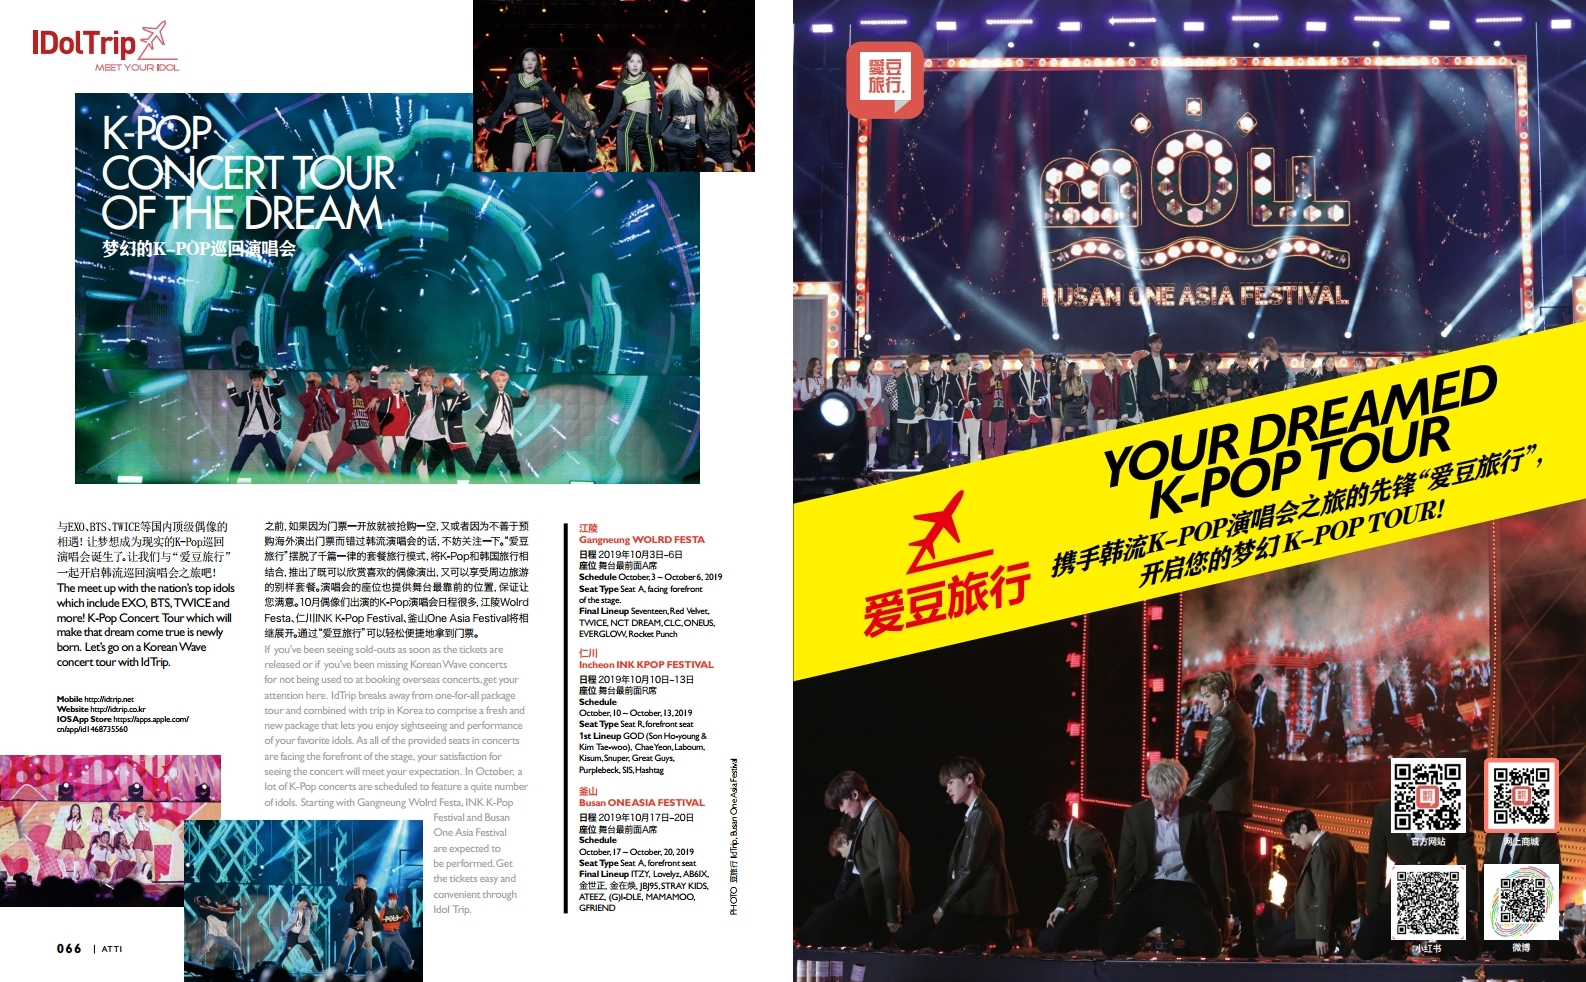 IDolTrip
MEET YOUR IDOL
K-POP
CONCERT TOUR
OF THE DREAM
梦幻的K-POP巡回演唱会
与EXO、BTS、TWICE等国内顶级偶像的
相遇！让梦想成为现实的K-Pop巡回
演唱会诞生了。让我们与“爱豆旅行”
一起开启韩流巡回演唱会之旅吧！
The meet up with the nation's top idols
which include EXO, BTS, TWICE and
more! K-Pop Concert Tour which will
make that dream come true is newly
born. Let's go on a Korean Wave
concert tour with IdTrip.
Mobile http://idtrip.net
Website http://idtrip.co.kr
IOS App Store https://apps.apple.com/
cn/app/id1468735560
之前，如果因为门票一开放就被抢购一空，又或者因为不善于预
购海外演出门票而错过韩流演唱会的话，不妨关注一下。“爱豆
旅行”摆脱了千篇一律的套餐旅行模式，将K-Pop和韩国旅行相
结合，推出了既可以欣赏喜欢的偶像演出，又可以享受周边旅游
的别样套餐。演唱会的座位也提供舞台最靠前的位置，保证让
您满意。10月偶像们出演的K-Pop演唱会日程很多，江陵Wolrd
Festa、仁川INK K-Pop Festival、釜山One Asia Festival将相
继展开。通过“爱豆旅行”可以轻松便捷地拿到门票。
If you've been seeing sold-outs as soon as the tickets are
released or if you've been missing Korean Wave concerts
for not being used to at booking overseas concerts, get your
attention here. IdTrip breaks away from one-for-all package
tour and combined with trip in Korea to comprise a fresh and
new package that lets you enjoy sightseeing and performance
of your favorite idols. As all of the provided seats in concerts
are facing the forefront of the stage, your satisfaction for
seeing the concert will meet your expectation. In October, a
lot of K-Pop concerts are scheduled to feature a quite number
of idols. Starting with Gangneung Wolrd Festa, INK K-Pop
Festival and Busan
One Asia Festival
are expected to
be performed. Get
the tickets easy and
convenient through
Idol Trip.
江陵
Gangneung WOLRD FESTA
日程 2019年10月3日-6日
座位 舞台最前面A席
Schedule October, 3 ~ October 6, 2019
Seat Type Seat A, facing forefront
of the stage.
Final Lineup Seventeen, Red Velvet,
TWICE, NCT DREAM, CLC, ONEUS,
EVERGLOW, Rocket Punch
仁川
Incheon INK KPOP FESTIVAL
日程 2019年10月10日-13日
座位 舞台最前面R席
Schedule
October, 10 ~ October, 13, 2019
Seat Type Seat R, forefront seat
1st Lineup GOD (Son Ho-young &
Kim Tae-woo), Chae Yeon, Laboum,
Kisum, Snuper, Great Guys,
Purplebeck, SIS, Hashtag
釜山
Busan ONE ASIA FESTIVAL
日程 2019年10月17日-20日
座位 舞台最前面A席
Schedule
October, 17 ~ October, 20, 2019
Seat Type Seat A, forefront seat
Final Lineup ITZY, Lovelyz, AB6IX,
金世正, 金在焕, JBJ95, STRAY KIDS,
ATEEZ, (G)I-DLE, MAMAMOO,
GFRIEND
PHOTO 豆旅行 IdTrip, Busan One Asia Festival
066 | ATTI
爱豆
旅行.
BOF
BUSAN ONE ASIA FESTIVAL
YOUR DREAMED
K-POP TOUR
携手韩流K-POP演唱会之旅的先锋“爱豆旅行”，
开启您的梦幻 K-POP TOUR!
爱豆旅行
官方网站
网上商城
小红书
微博